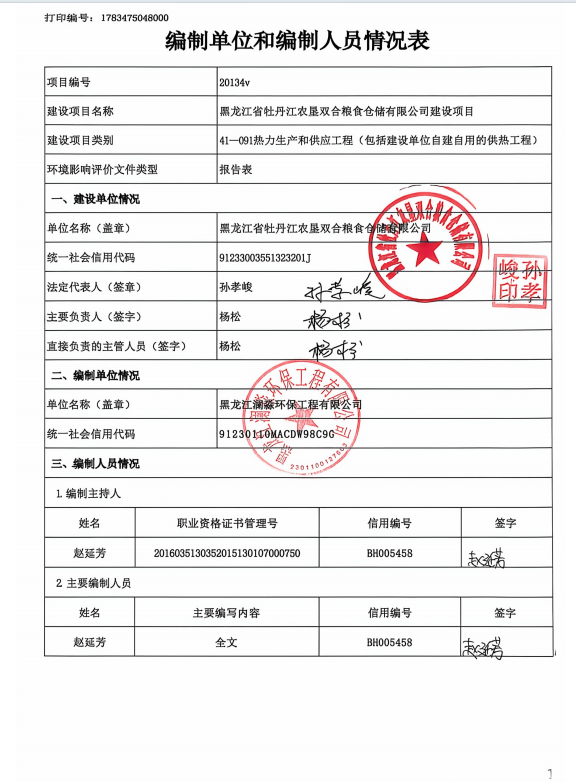 打印编号：1783475048000
编制单位和编制人员情况表
项目编号 20134v
建设项目名称 黑龙江省牡丹江农垦双合粮食仓储有限公司建设项目
建设项目类别 41—091热力生产和供应工程（包括建设单位自建自用的供热工程）
环境影响评价文件类型 报告表
一、建设单位情况
单位名称（盖章） 黑龙江省牡丹江农垦双合粮食仓储有限公司
统一社会信用代码 91233003551323201J
法定代表人（签章） 孙孝峻 孙孝峻
孙孝峻印
主要负责人（签字） 杨松 杨松
直接负责的主管人员（签字） 杨松 杨松
二、编制单位情况
单位名称（盖章） 黑龙江澜淼环保工程有限公司
统一社会信用代码 91230110MACDW98C9G
黑龙江澜淼环保工程有限公司
2301100127603
三、编制人员情况
1.编制主持人
姓名 职业资格证书管理号 信用编号 签字
赵延芳 2016035130352015130107000750 BH005458 赵延芳
2 主要编制人员
姓名 主要编写内容 信用编号 签字
赵延芳 全文 BH005458 赵延芳
1